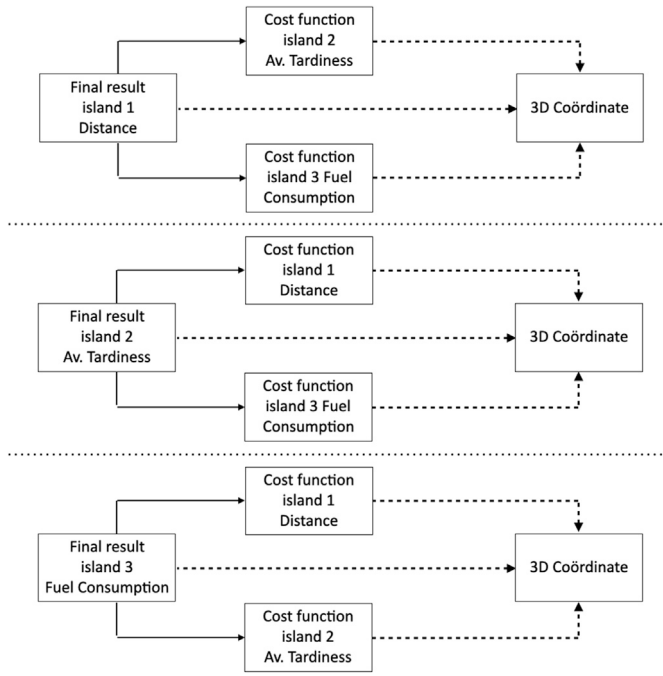 Cost function
island 2
Av. Tardiness
Final result
island 1
Distance
3D Coördinate
Cost function
island 3 Fuel
Consumption
Cost function
island 1
Distance
Final result
island 2
Av. Tardiness
3D Coördinate
Cost function
island 3 Fuel
Consumption
Cost function
island 1
Distance
Final result
island 3
Fuel Consumption
3D Coördinate
Cost function
island 2
Av. Tardiness